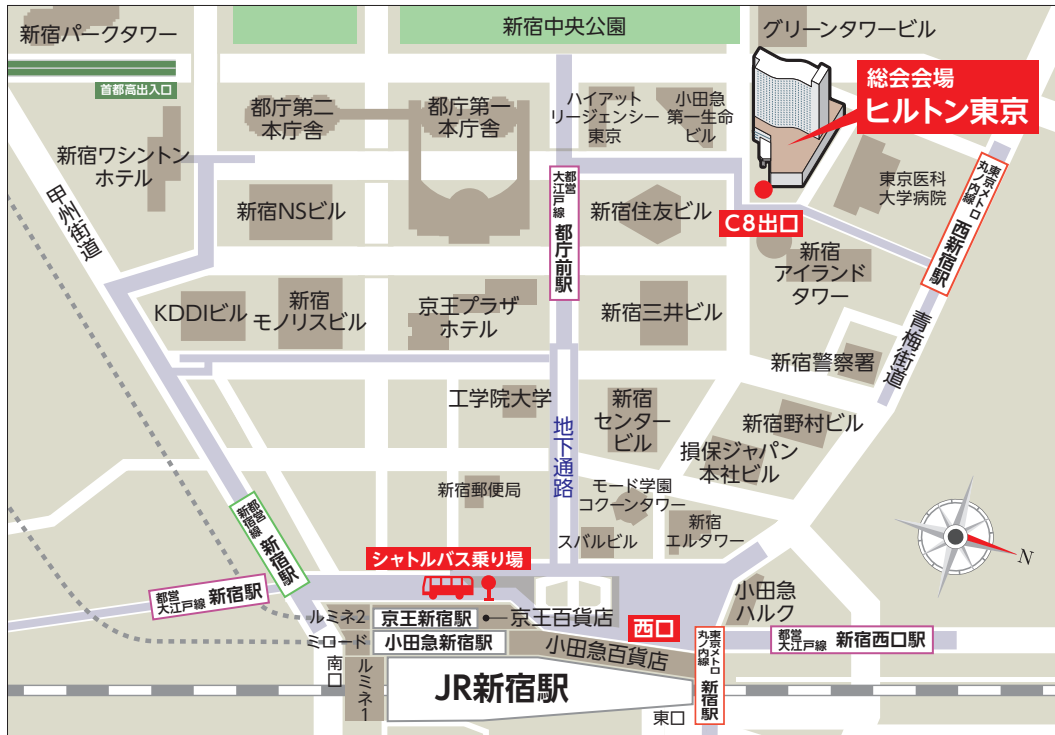 新宿パークタワー
新宿中央公園
グリーンタワービル
首都高出入口
総会会場
ヒルトン東京
都庁第二
本庁舎
都庁第一
本庁舎
ハイアット
リージェンシー
東京
小田急
第一生命
ビル
新宿ワシントン
ホテル
東京医科
大学病院
東京メトロ
丸ノ内線
西新宿駅
甲州街道
新宿NSビル
都営
大江戸線
都庁前駅
新宿住友ビル
C8出口
新宿
アイランド
タワー
KDDIビル
新宿
モノリスビル
京王プラザ
ホテル
新宿三井ビル
青梅街道
新宿警察署
工学院大学
地下通路
新宿
センター
ビル
新宿野村ビル
損保ジャパン
本社ビル
新宿郵便局
モード学園
コクーンタワー
都営
新宿線
新宿駅
スバルビル
新宿
エルタワー
N
シャトルバス乗り場
都営
大江戸線
新宿駅
小田急
ハルク
ルミネ2
京王新宿駅
京王百貨店
西口
ミロード
小田急新宿駅
小田急百貨店
東京メトロ
丸ノ内線
新宿駅
都営
大江戸線
新宿西口駅
南口
ルミネ1
JR新宿駅
東口